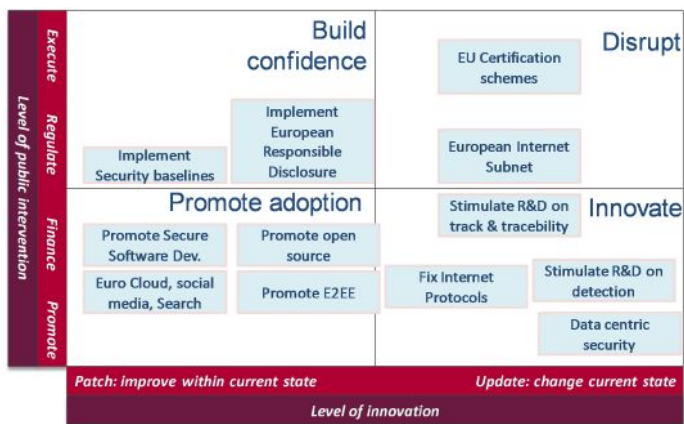 Build
confidence
Disrupt
EU Certification
schemes
Implement
European
Responsible
Disclosure
Implement
Security baselines
European Internet
Subnet
Promote adoption
Innovate
Stimulate R&D on
track & tracebility
Promote Secure
Software Dev.
Promote open
source
Euro Cloud, social
media, Search
Promote E2EE
Fix Internet
Protocols
Stimulate R&D on
detection
Data centric
security
Level of public intervention
Execute
Regulate
Finance
Promote
Patch: improve within current state
Update: change current state
Level of innovation